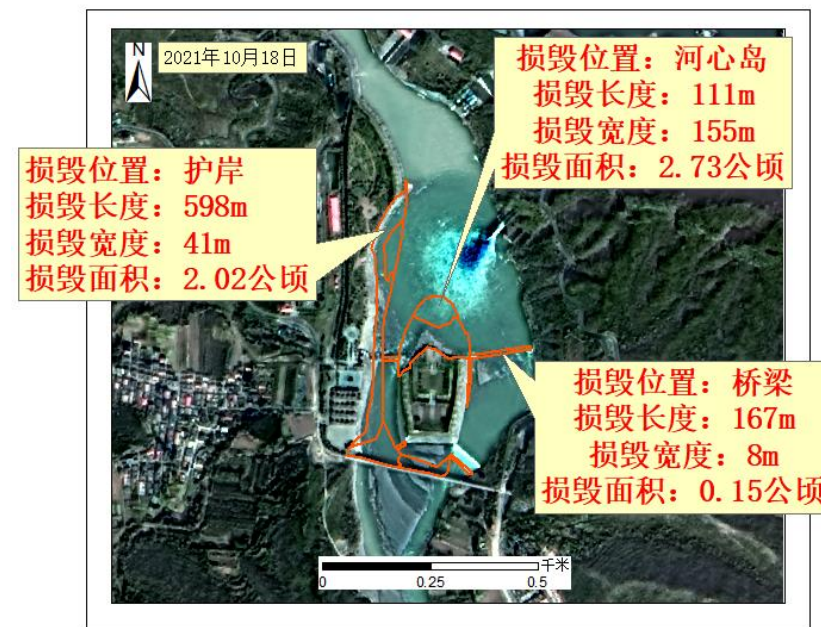 N
2021年10月18日
损毁位置：河心岛
损毁长度：111m
损毁宽度：155m
损毁面积：2.73公顷
损毁位置：护岸
损毁长度：598m
损毁宽度：41m
损毁面积：2.02公顷
损毁位置：桥梁
损毁长度：167m
损毁宽度：8m
损毁面积：0.15公顷
千米
0 0.25 0.5